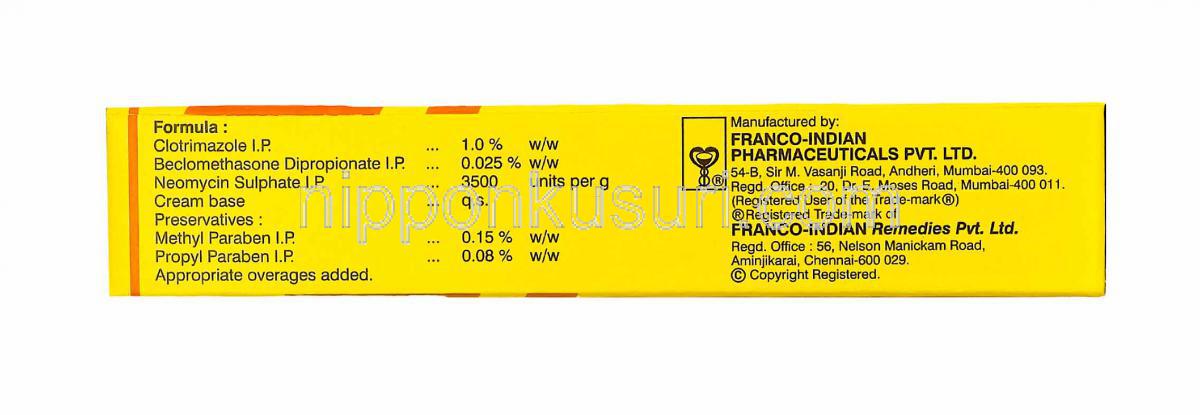 Formula :
Clotrimazole I.P. ... 1.0 % w/w
Beclomethasone Dipropionate I.P. ... 0.025 % w/w
Neomycin Sulphate I.P. ... 3500 units per g
Cream base ... q.s.
Preservatives :
Methyl Paraben I.P. ... 0.15 % w/w
Propyl Paraben I.P. ... 0.08 % w/w
Appropriate overages added.
Manufactured by:
FRANCO-INDIAN
PHARMACEUTICALS PVT. LTD.
54-B, Sir M. Vasanji Road, Andheri, Mumbai-400 093.
Regd. Office : 20, Dr. E. Moses Road, Mumbai-400 011.
(Registered User of the Trade-mark ®)
® Registered Trade-mark of
FRANCO-INDIAN Remedies Pvt. Ltd.
Regd. Office : 56, Nelson Manickam Road,
Aminjikarai, Chennai-600 029.
© Copyright Registered.
®
nipponkusuri.com